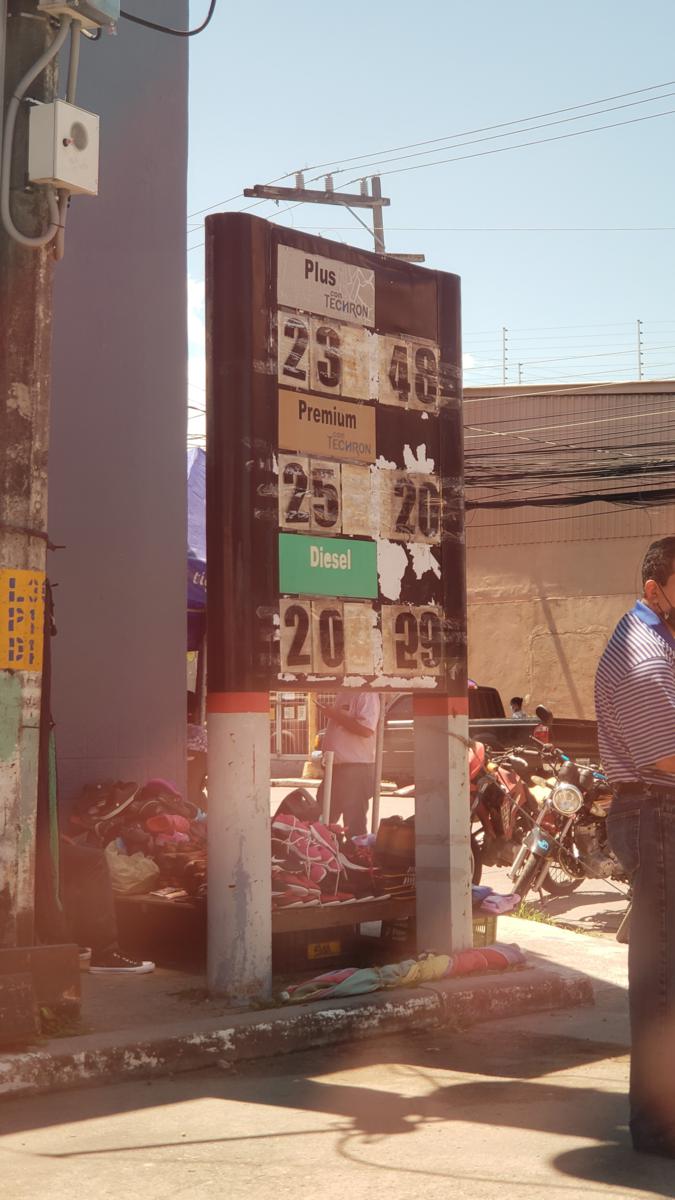 Plus
con
TECHRON
23 48
Premium
con
TECHRON
25 20
Diesel
20 29